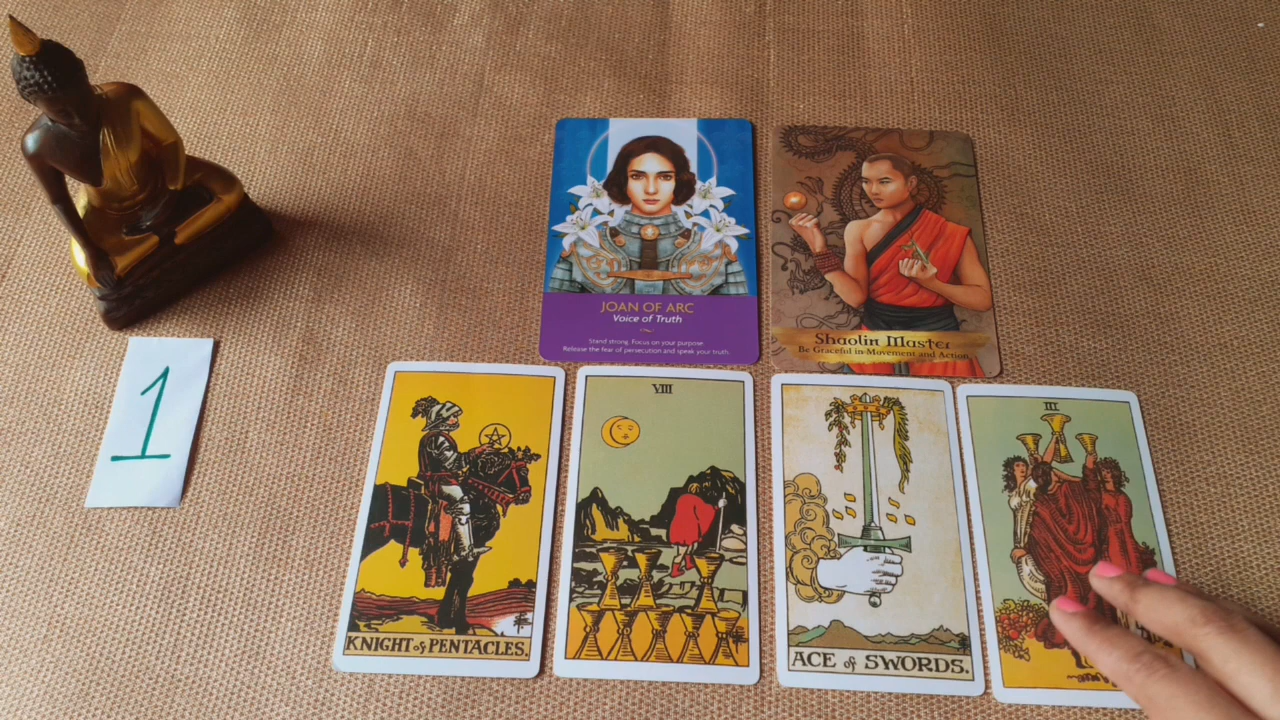 JOAN OF ARC
Voice of Truth
Stand strong. Focus on your purpose.
Release the fear of persecution and speak your truth.
Shaolin Master
Be Graceful in Movement and Action
1
KNIGHT of PENTACLES.
VIII
ACE of SWORDS.
III